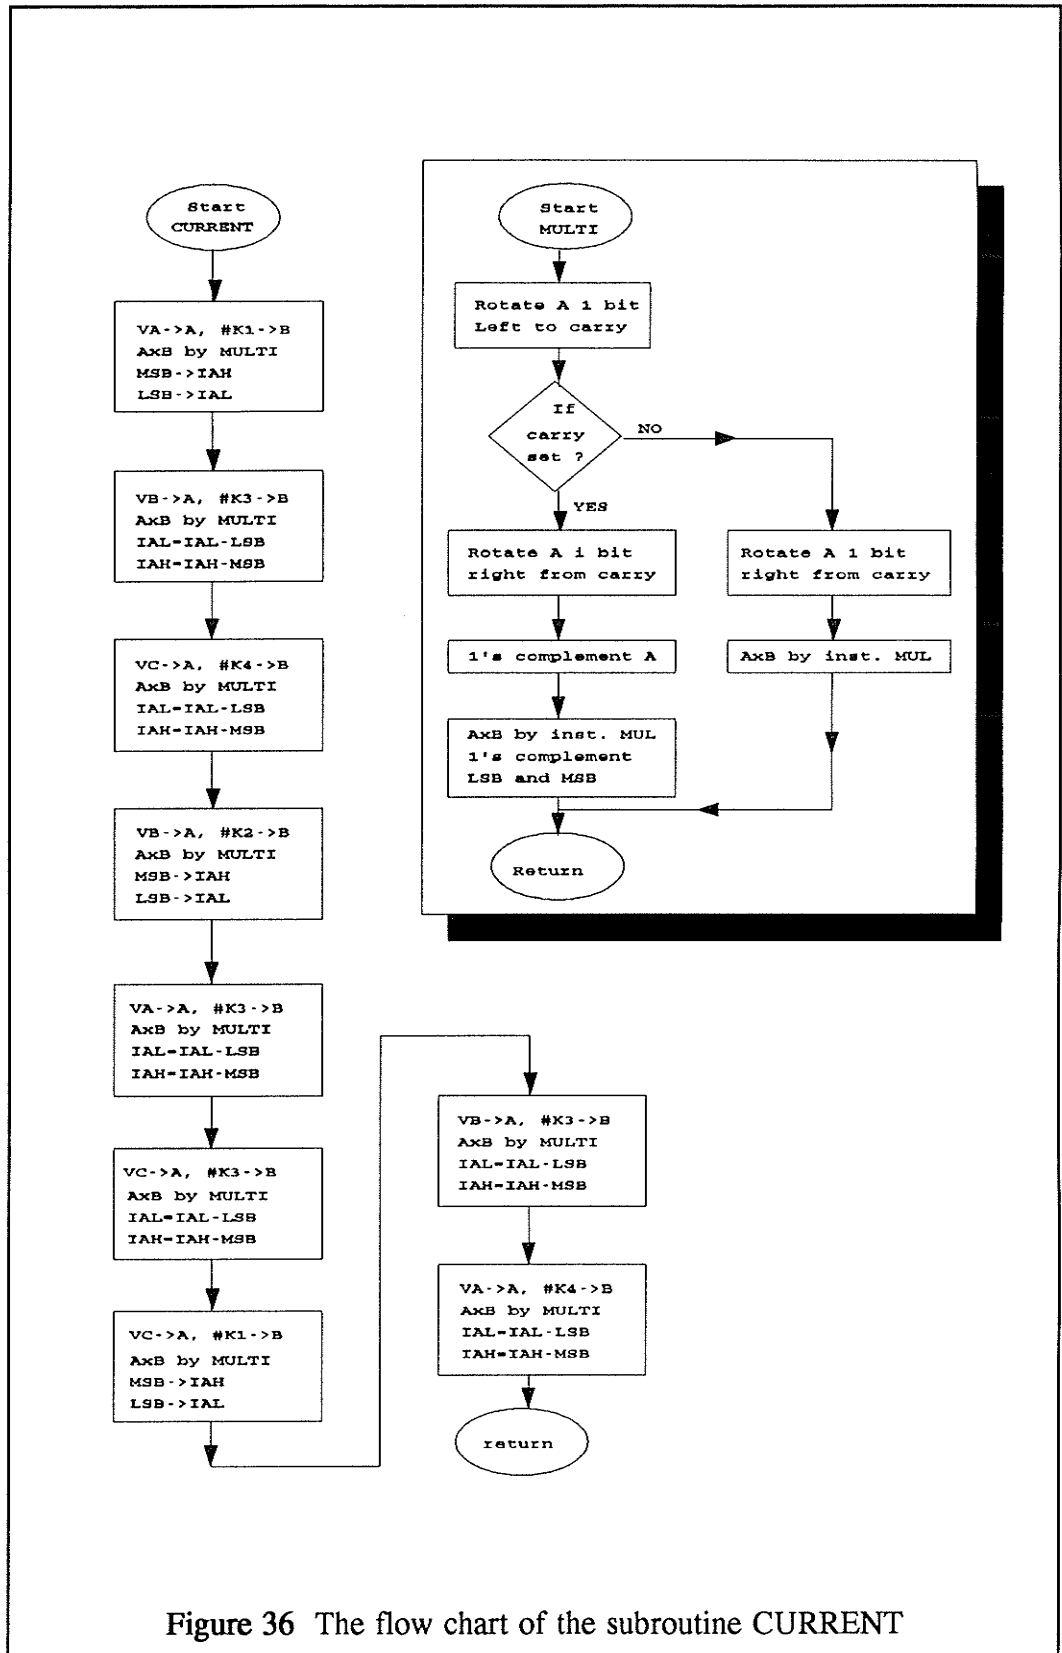 Start
CURRENT
VA->A, #K1->B
AxB by MULTI
MSB->IAH
LSB->IAL
VB->A, #K3->B
AxB by MULTI
IAL=IAL-LSB
IAH=IAH-MSB
VC->A, #K4->B
AxB by MULTI
IAL=IAL-LSB
IAH=IAH-MSB
VB->A, #K2->B
AxB by MULTI
MSB->IAH
LSB->IAL
VA->A, #K3->B
AxB by MULTI
IAL=IAL-LSB
IAH=IAH-MSB
VC->A, #K3->B
AxB by MULTI
IAL=IAL-LSB
IAH=IAH-MSB
VC->A, #K1->B
AxB by MULTI
MSB->IAH
LSB->IAL
VB->A, #K3->B
AxB by MULTI
IAL=IAL-LSB
IAH=IAH-MSB
VA->A, #K4->B
AxB by MULTI
IAL=IAL-LSB
IAH=IAH-MSB
return
Start
MULTI
Rotate A 1 bit
Left to carry
If
carry
set ?
NO
YES
Rotate A 1 bit
right from carry
1's complement A
AxB by inst. MUL
1's complement
LSB and MSB
Rotate A 1 bit
right from carry
AxB by inst. MUL
Return
Figure 36 The flow chart of the subroutine CURRENT